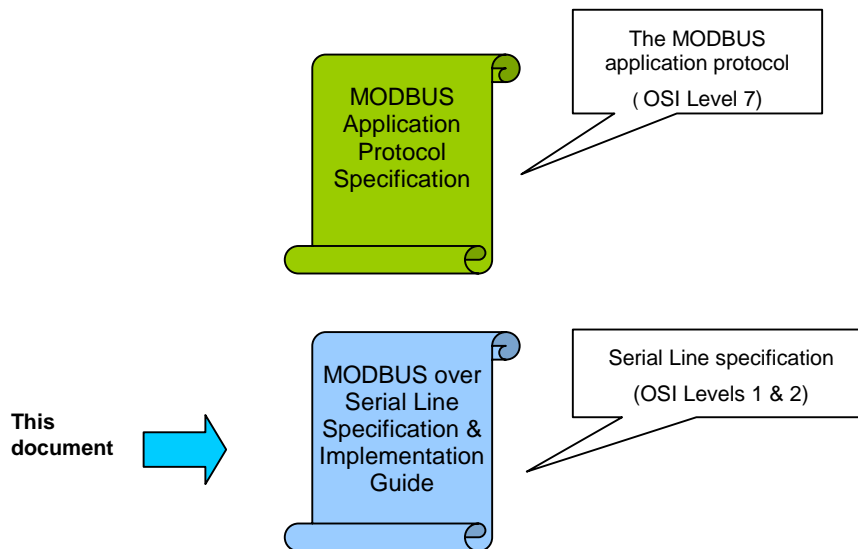 MODBUS
Application
Protocol
Specification
The MODBUS
application protocol
( OSI Level 7)
This
document
MODBUS over
Serial Line
Specification &
Implementation
Guide
Serial Line specification
(OSI Levels 1 & 2)